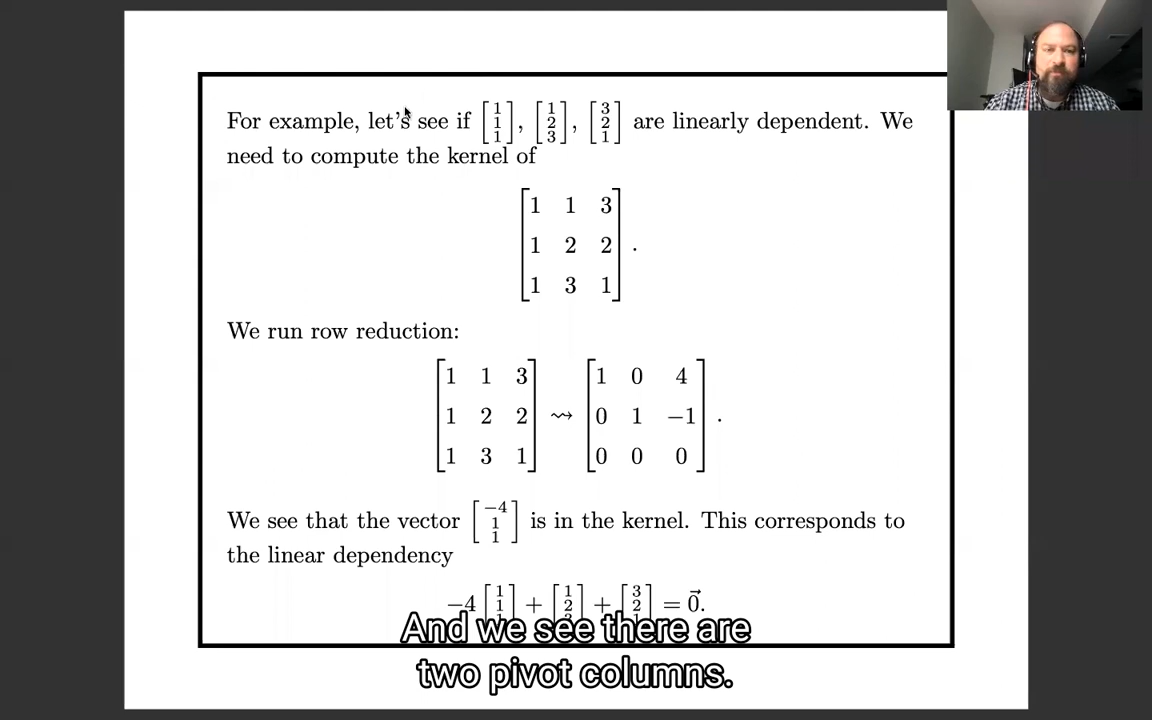 For example, let's see if [1 1 1], [1 2 3], [3 2 1] are linearly dependent. We
need to compute the kernel of
[1 1 3
1 2 2
1 3 1] .
We run row reduction:
[1 1 3 1 0 4
1 2 2 ⇝ 0 1 −1 .
1 3 1] 0 0 0]
We see that the vector [−4 1 1] is in the kernel. This corresponds to
the linear dependency
−4 [1 1] + [1 2] + [3 2] = 0⃗.
And we see there are
two pivot columns.